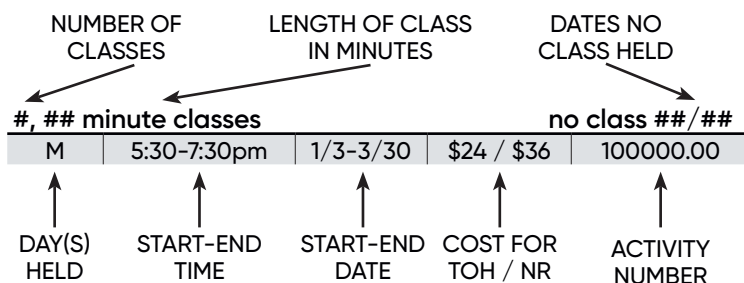 NUMBER OF CLASSES
LENGTH OF CLASS IN MINUTES
DATES NO CLASS HELD
#, ## minute classes no class ##/##
M 5:30-7:30pm 1/3-3/30 $24 / $36 100000.00
DAY(S) HELD
START-END TIME
START-END DATE
COST FOR TOH / NR
ACTIVITY NUMBER